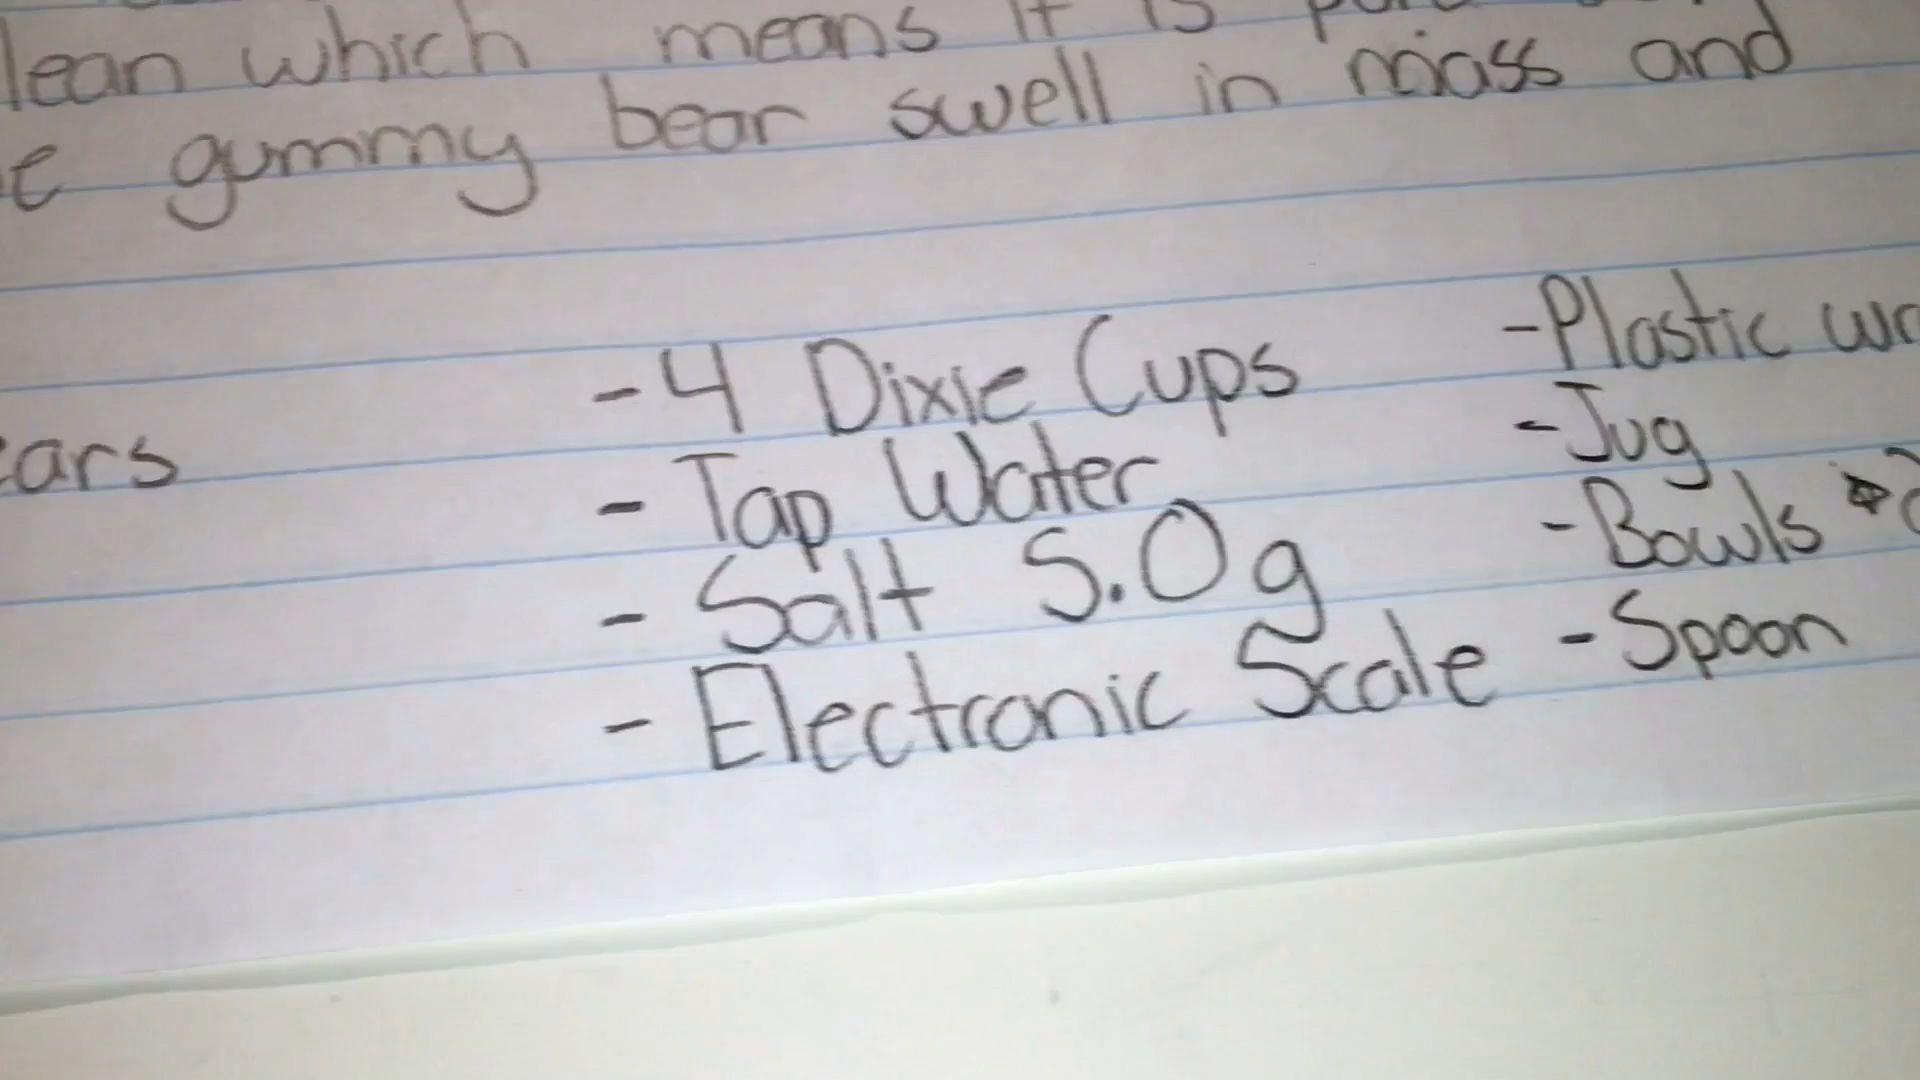 lean which means it is
gummy bear swell in mass and
- 4 Dixie Cups
- Tap Water
- Salt 5.0g
- Electronic Scale
- Plastic
- Jug
- Bowls
- Spoon